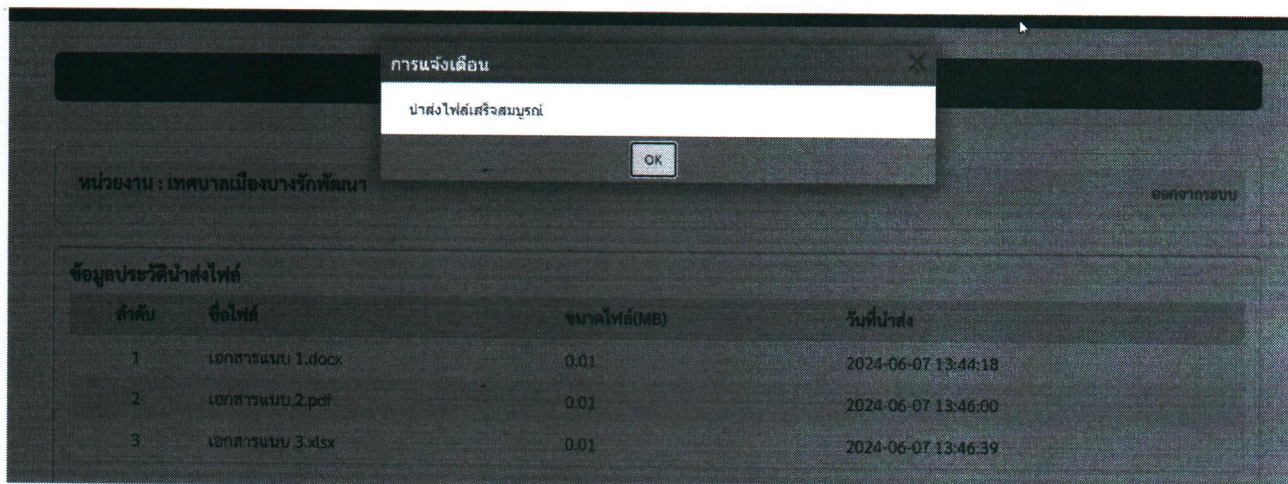 การแจ้งเตือน
นำส่งไฟล์เสร็จสมบูรณ์
OK
หน่วยงาน : เทศบาลเมืองบางรักพัฒนา
ออกจากระบบ
ข้อมูลประวัตินำส่งไฟล์
ลำดับ ชื่อไฟล์ ขนาดไฟล์(MB) วันที่นำส่ง
1 เอกสารแนบ 1.docx 0.01 2024-06-07 13:44:18
2 เอกสารแนบ 2.pdf 0.01 2024-06-07 13:46:00
3 เอกสารแนบ 3.xlsx 0.01 2024-06-07 13:46:39